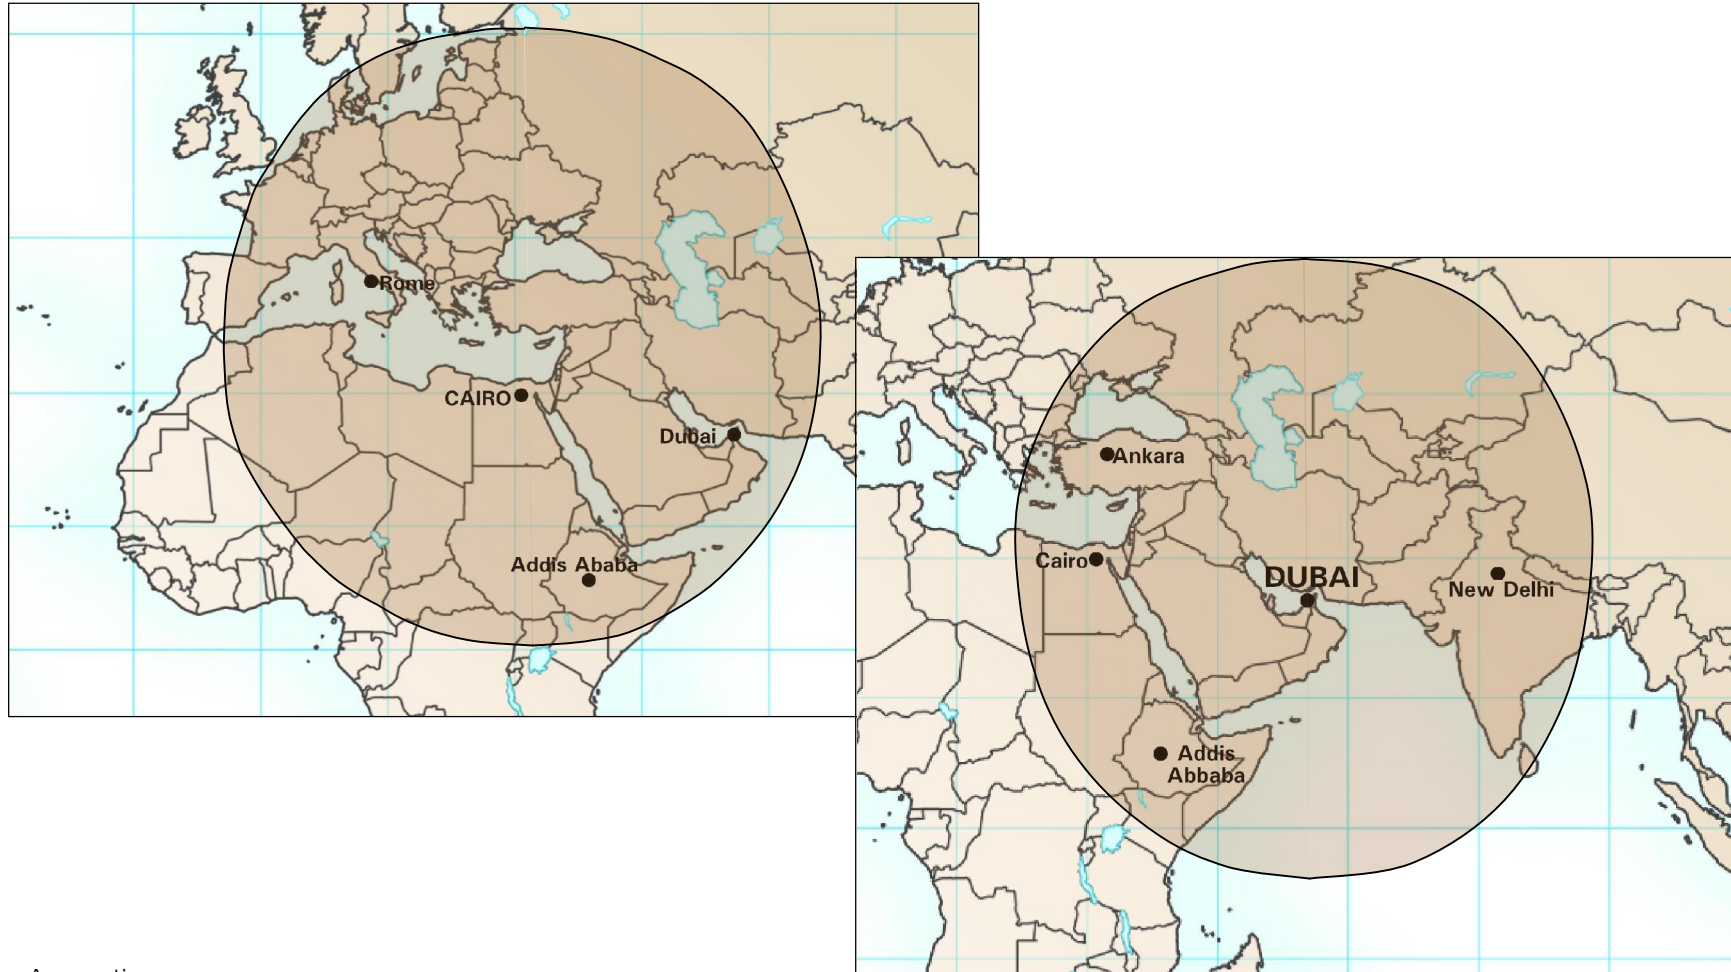 Rome
CAIRO
Dubai
Addis Ababa
Ankara
Cairo
DUBAI
New Delhi
Addis
Abbaba